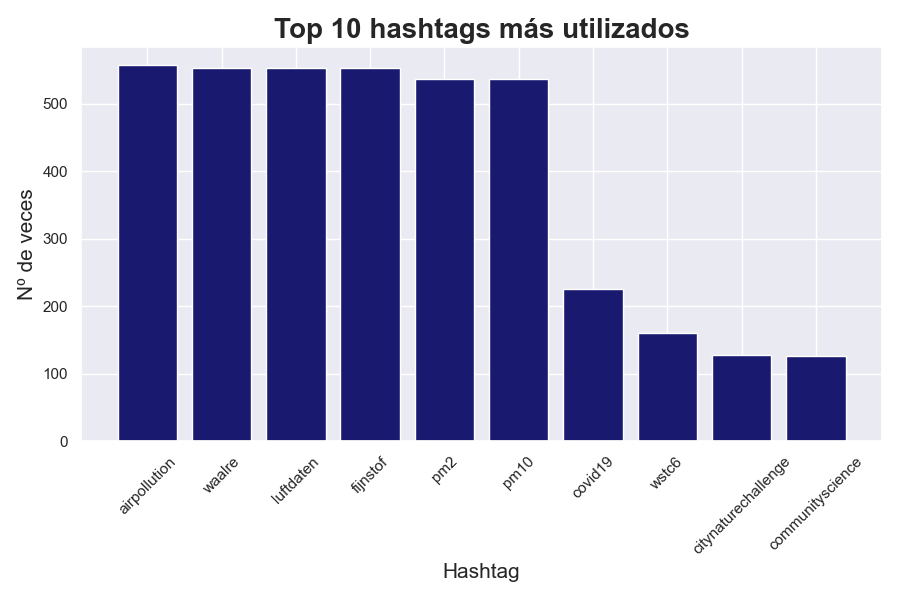 Top 10 hashtags más utilizados
Nº de veces
500
400
300
200
100
0
airpollution
waalre
luftdaten
fijnstof
pm2
pm10
covid19
wstc6
citynaturechallenge
communityscience
Hashtag